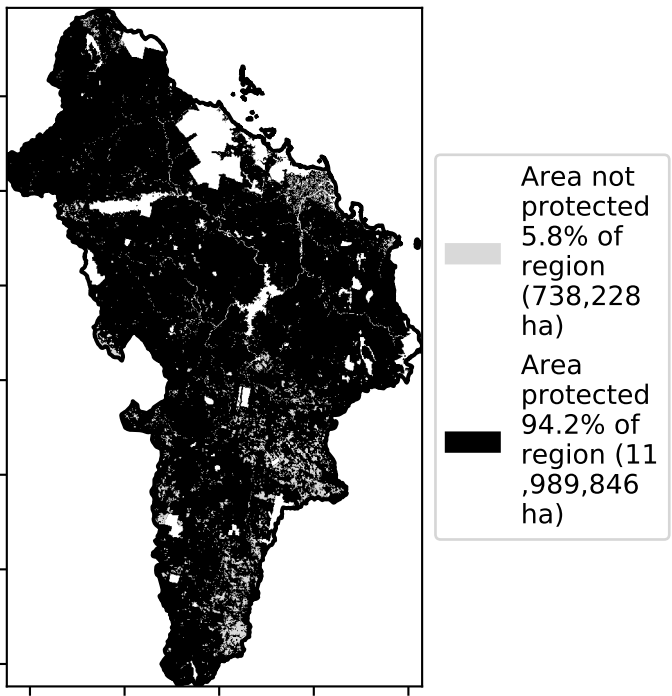 Area not
protected
5.8% of
region
(738,228
ha)
Area
protected
94.2% of
region (11
,989,846
ha)